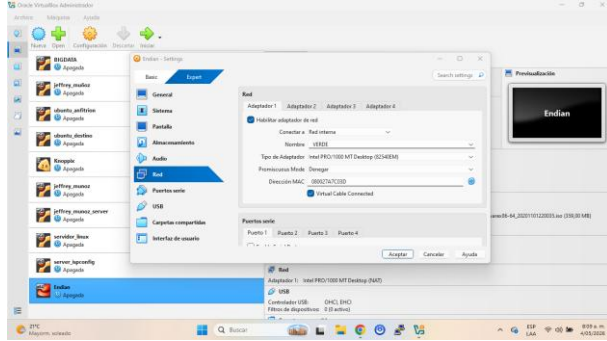 Oracle VirtualBox Administrador
Archivo Máquina Ayuda
Nueva Open Configuración Descartar Iniciar
BIGDATA
Apagada
jeffrey_muñoz
Apagada
ubuntu_anfitrion
Apagada
ubuntu_destino
Apagada
Knoppix
Apagada
jeffrey_munoz
Apagada
jeffrey_munoz_server
Apagada
servidor_linux
Apagada
Apagada
Endian
Apagada
Endian - Settings
Basic Expert
Search settings
General
Sistema
Pantalla
Almacenamiento
Audio
Red
Puertos serie
USB
Carpetas compartidas
Interfaz de usuario
Red
Adaptador 1 Adaptador 2 Adaptador 3 Adaptador 4
Habilitar adaptador de red
Conectar a Red interna
Nombre VERDE
Tipo de Adaptador Intel PRO/1000 MT Desktop (82540EM)
Promiscuous Mode Denegar
Dirección MAC
Virtual Cable Connected
Puertos serie
Puerto 1 Puerto 2 Puerto 3 Puerto 4
Aceptar Cancelar Ayuda
Previsualización
Endian
Red
Adaptador 1: Intel PRO/1000 MT Desktop (NAT)
USB
Controlador USB: OHCI, EHCI
Filtros de dispositivos: 0 (0 activo)
21°C
Mayorm. soleado
Buscar
ESP
LAA
8:09 a. m.
4/05/2026